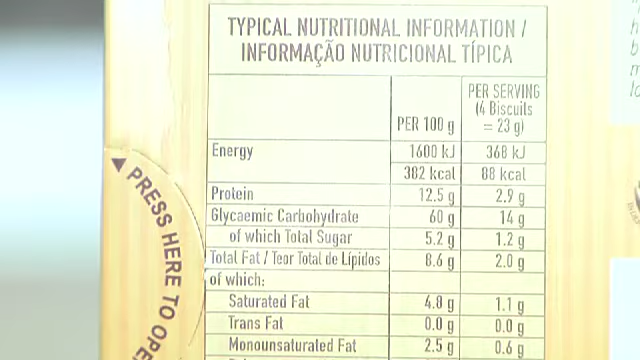 TYPICAL NUTRITIONAL INFORMATION /
INFORMAÇÃO NUTRICIONAL TÍPICA
PER 100 g
PER SERVING
(4 Biscuits
= 23 g)
Energy 1600 kJ 368 kJ
382 kcal 88 kcal
Protein 12.5 g 2.9 g
Glycaemic Carbohydrate 60 g 14 g
of which Total Sugar 5.2 g 1.2 g
Total Fat / Teor Total de Lípidos 8.6 g 2.0 g
of which:
Saturated Fat 4.8 g 1.1 g
Trans Fat 0.0 g 0.0 g
Monounsaturated Fat 2.5 g 0.6 g
PRESS HERE TO